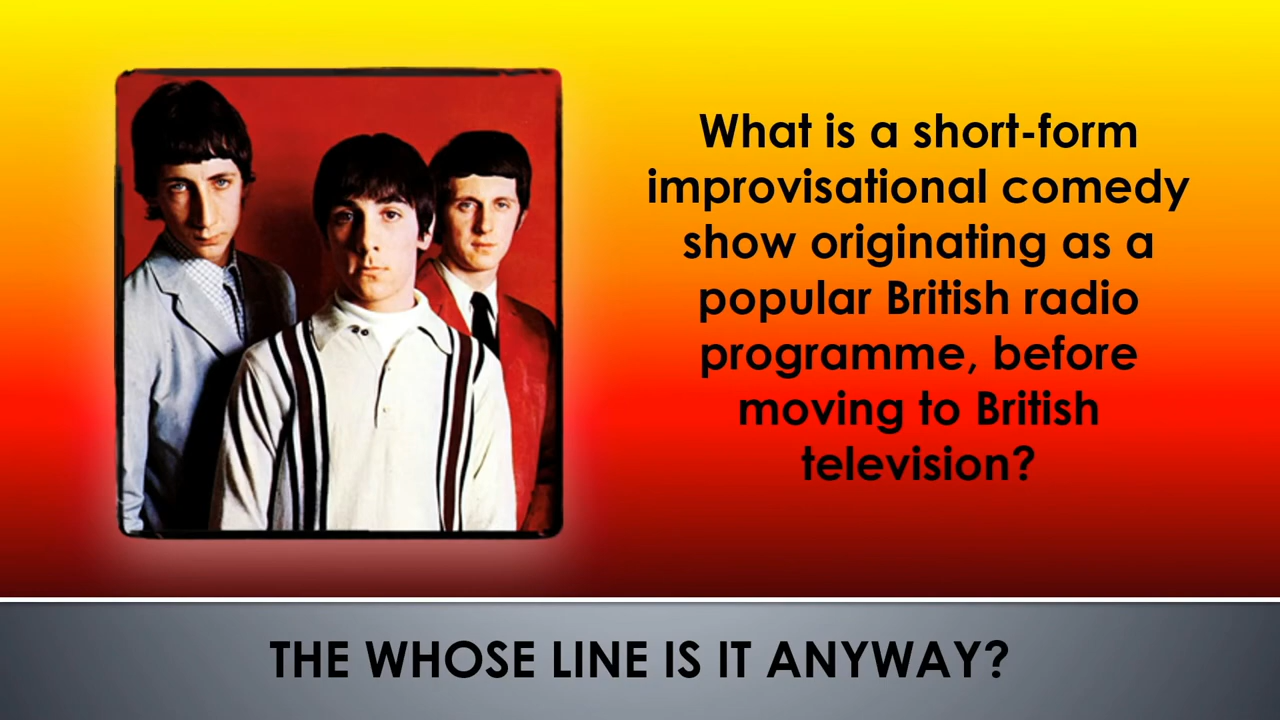 What is a short-form
improvisational comedy
show originating as a
popular British radio
programme, before
moving to British
television?
THE WHOSE LINE IS IT ANYWAY?